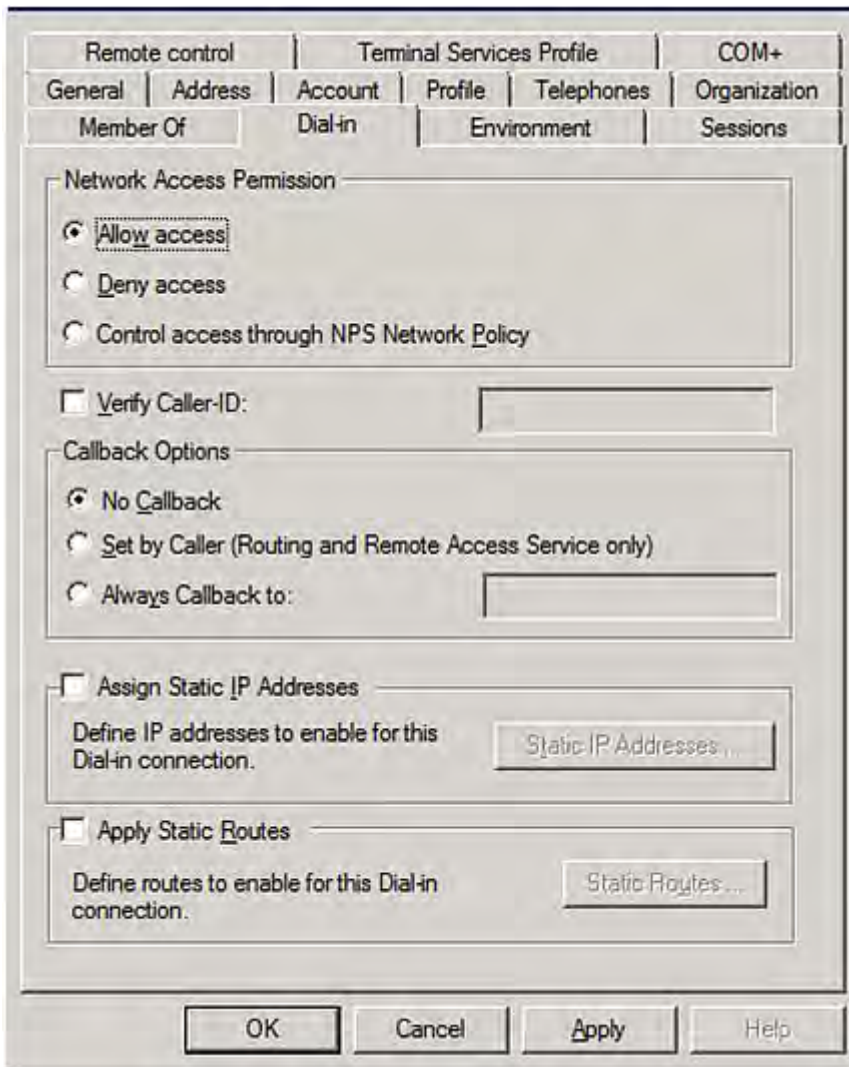 Remote control
Terminal Services Profile
COM+
General
Address
Account
Profile
Telephones
Organization
Member Of
Dial-in
Environment
Sessions
Network Access Permission
Allow access
Deny access
Control access through NPS Network Policy
Verify Caller-ID:
Callback Options
No Callback
Set by Caller (Routing and Remote Access Service only)
Always Callback to:
Assign Static IP Addresses
Define IP addresses to enable for this
Dial-in connection.
Static IP Addresses ...
Apply Static Routes
Define routes to enable for this Dial-in
connection.
Static Routes ...
OK
Cancel
Apply
Help